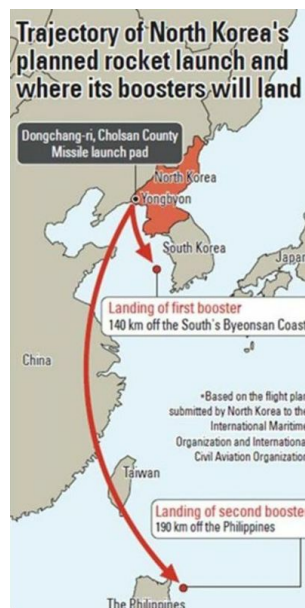 Trajectory of North Korea's
planned rocket launch and
where its boosters will land
Dongchang-ri, Cholsan County
Missile launch pad
North Korea
Yongbyon
South Korea
Japan
Landing of first booster
140 km off the South's Byeonsan Coast
China
*Based on the flight plan
submitted by North Korea to the
International Maritime
Organization and International
Civil Aviation Organization
Taiwan
Landing of second booster
190 km off the Philippines
The Philippines